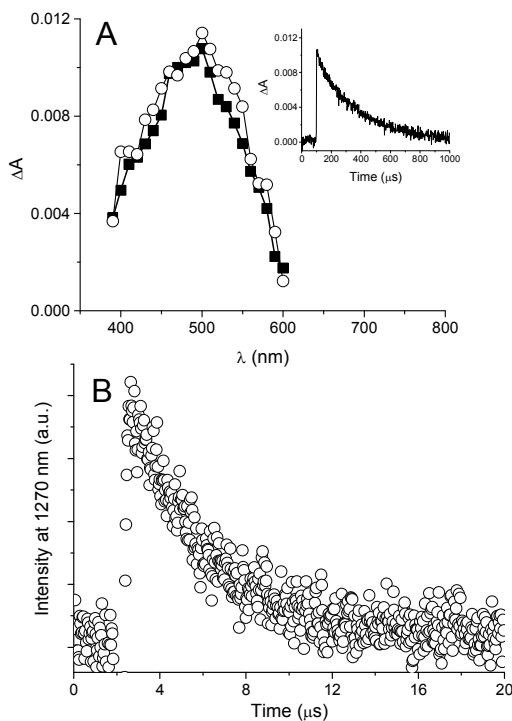 A
ΔA
0.012
0.008
0.004
0.000
400 500 600 700 800
λ (nm)
ΔA
0.012
0.008
0.004
0.000
0 200 400 600 800 1000
Time (μs)
B
Intensity at 1270 nm (a.u.)
0 4 8 12 16 20
Time (μs)